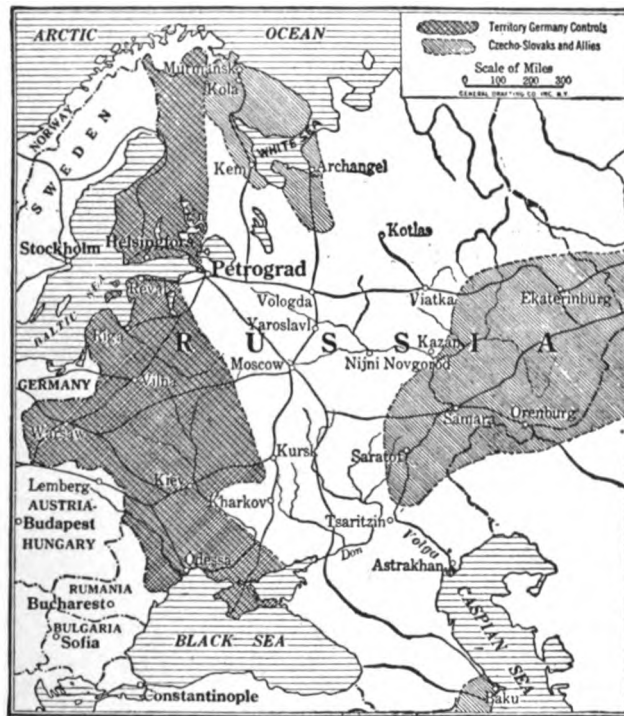 Territory Germany Controls
Czecho-Slovaks and Allies
Scale of Miles
0 100 200 300
GENERAL DRAFTING CO. INC. N.Y.
ARCTIC OCEAN
NORWAY
SWEDEN
Murmansk
Kola
WHITE SEA
Kem
Archangel
Kotlas
Stockholm
Helsingfors
Petrograd
BALTIC SEA
Reval
Vologda
Viatka
Ekaterinburg
Yaroslavl
Riga
RUSSIA
Kazan
Moscow
Nijni Novgorod
GERMANY
Vilna
Samara
Orenburg
Warsaw
Kursk
Saratof
Lemberg
Kiev
AUSTRIA-
Kharkov
Budapest
Tsaritzin
HUNGARY
Don
Volga
Odessa
Astrakhan
RUMANIA
Bucharest
CASPIAN SEA
BULGARIA
Sofia
BLACK SEA
Constantinople
Baku